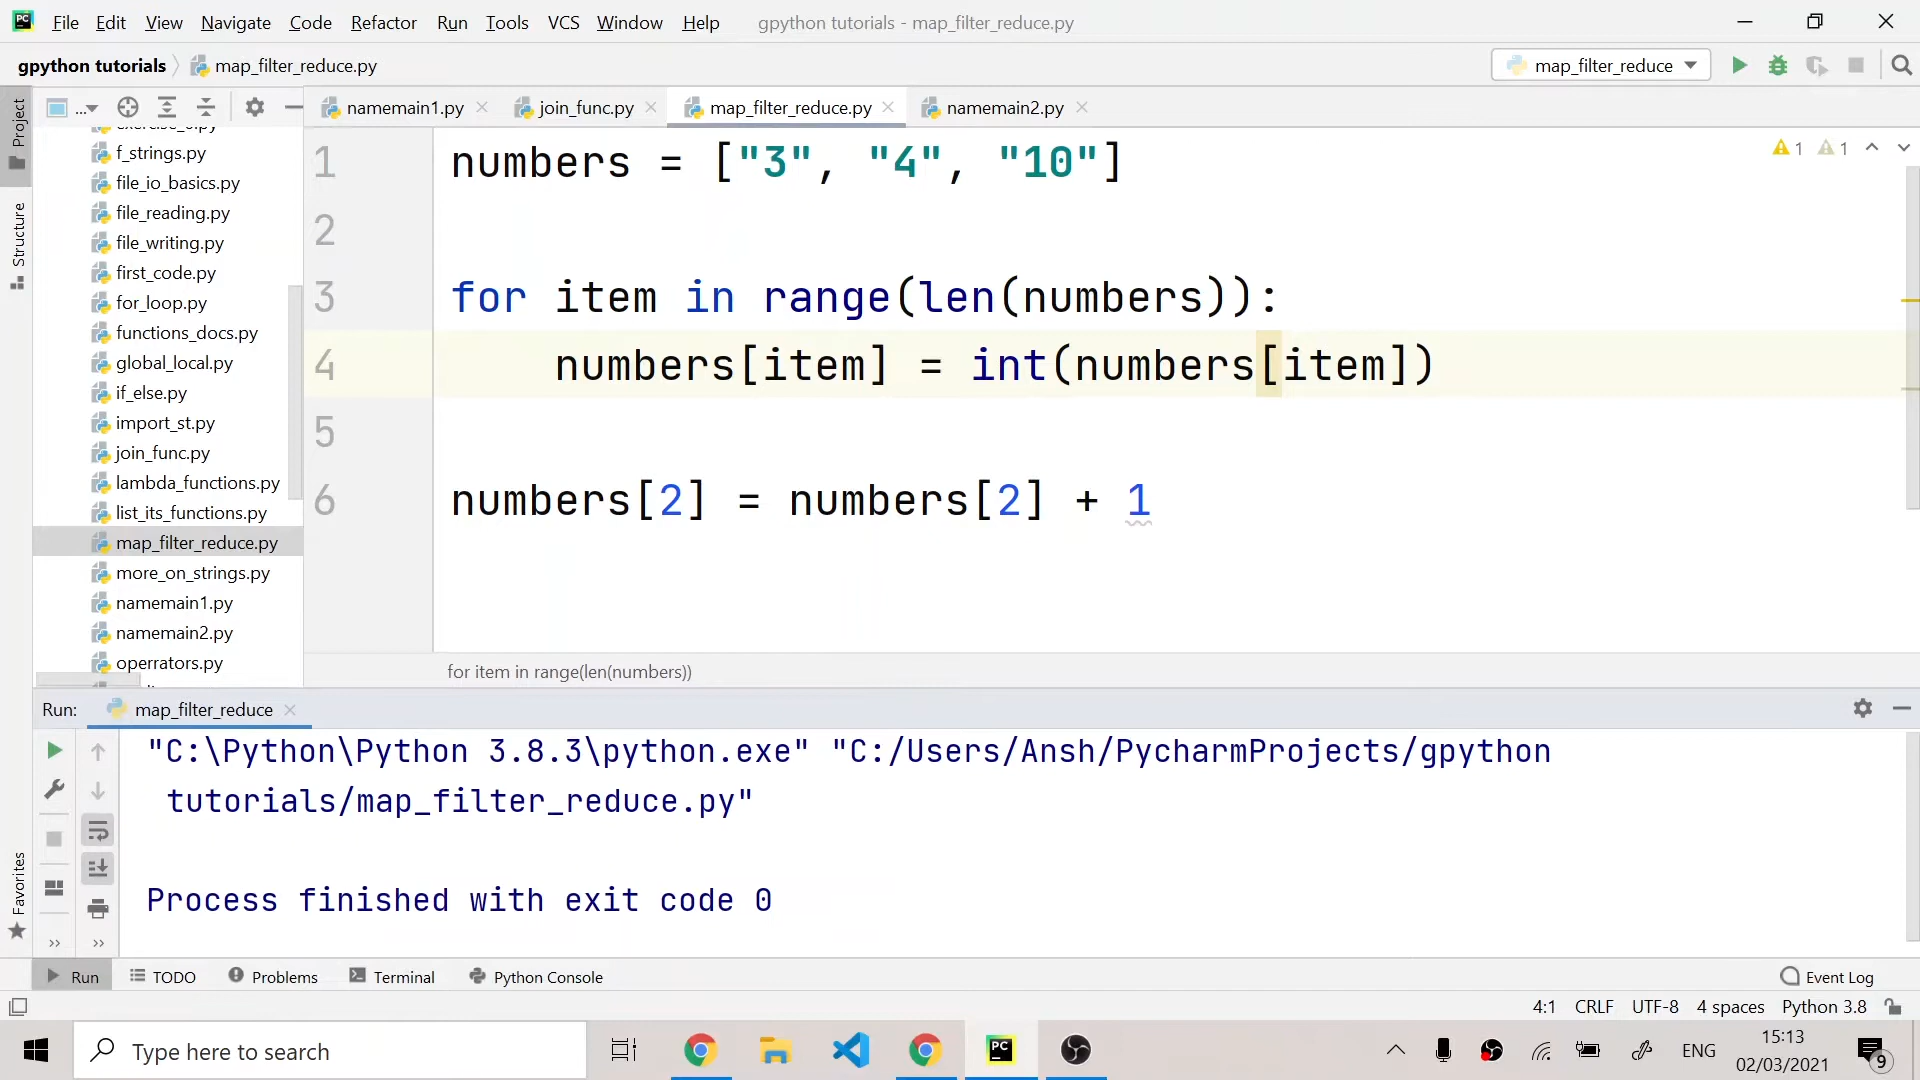 File Edit View Navigate Code Refactor Run Tools VCS Window Help gpython tutorials - map_filter_reduce.py
gpython tutorials map_filter_reduce.py map_filter_reduce
... namemain1.py join_func.py map_filter_reduce.py namemain2.py
Project
Structure
Favorites
f_strings.py
file_io_basics.py
file_reading.py
file_writing.py
first_code.py
for_loop.py
functions_docs.py
global_local.py
if_else.py
import_st.py
join_func.py
lambda_functions.py
list_its_functions.py
map_filter_reduce.py
more_on_strings.py
namemain1.py
namemain2.py
operrators.py
1 numbers = ["3", "4", "10"]
1 1
2
3 for item in range(len(numbers)):
4 numbers[item] = int(numbers[item])
5
6 numbers[2] = numbers[2] + 1
for item in range(len(numbers))
Run: map_filter_reduce
"C:\Python\Python 3.8.3\python.exe" "C:/Users/Ansh/PycharmProjects/gpython
tutorials/map_filter_reduce.py"
Process finished with exit code 0
Run TODO Problems Terminal Python Console Event Log
4:1 CRLF UTF-8 4 spaces Python 3.8
Type here to search
PC
ENG
15:13
02/03/2021
9